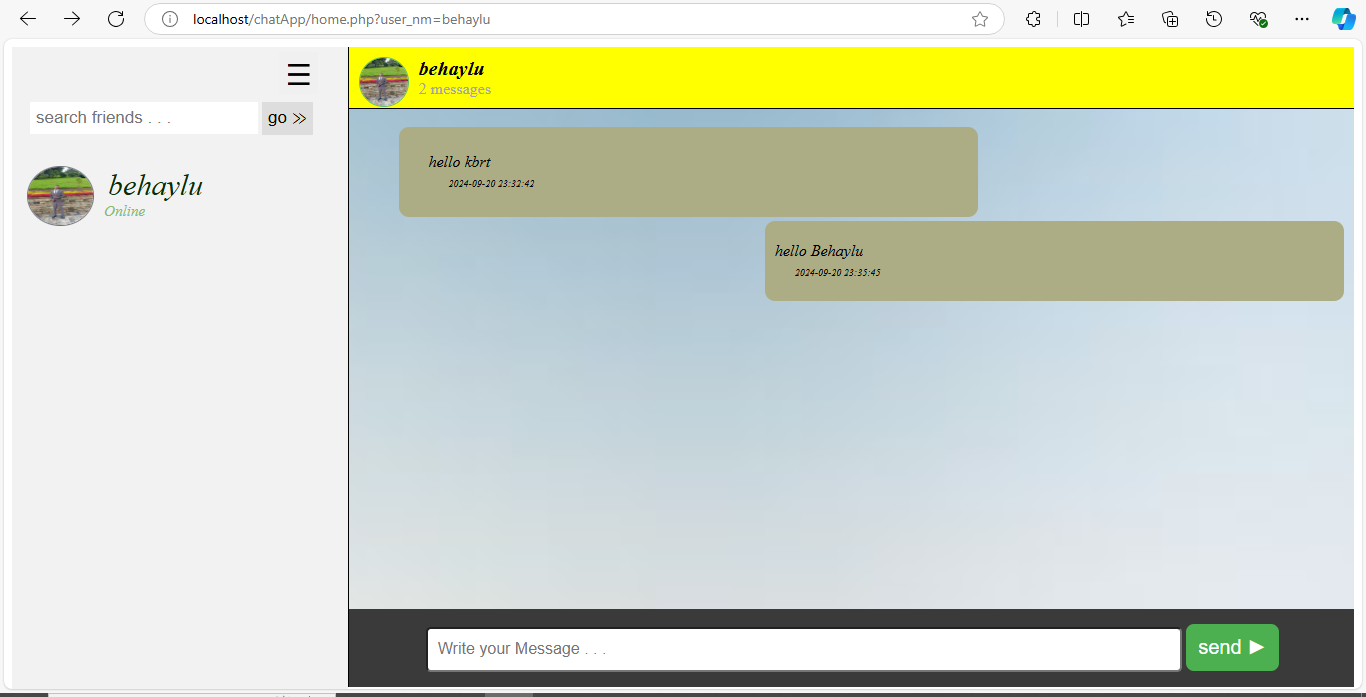 localhost/chatApp/home.php?user_nm=behaylu
search friends . . .
go >>
behaylu
Online
behaylu
2 messages
hello kbrt
2024-09-20 23:32:42
hello Behaylu
2024-09-20 23:35:45
Write your Message . . .
send ►